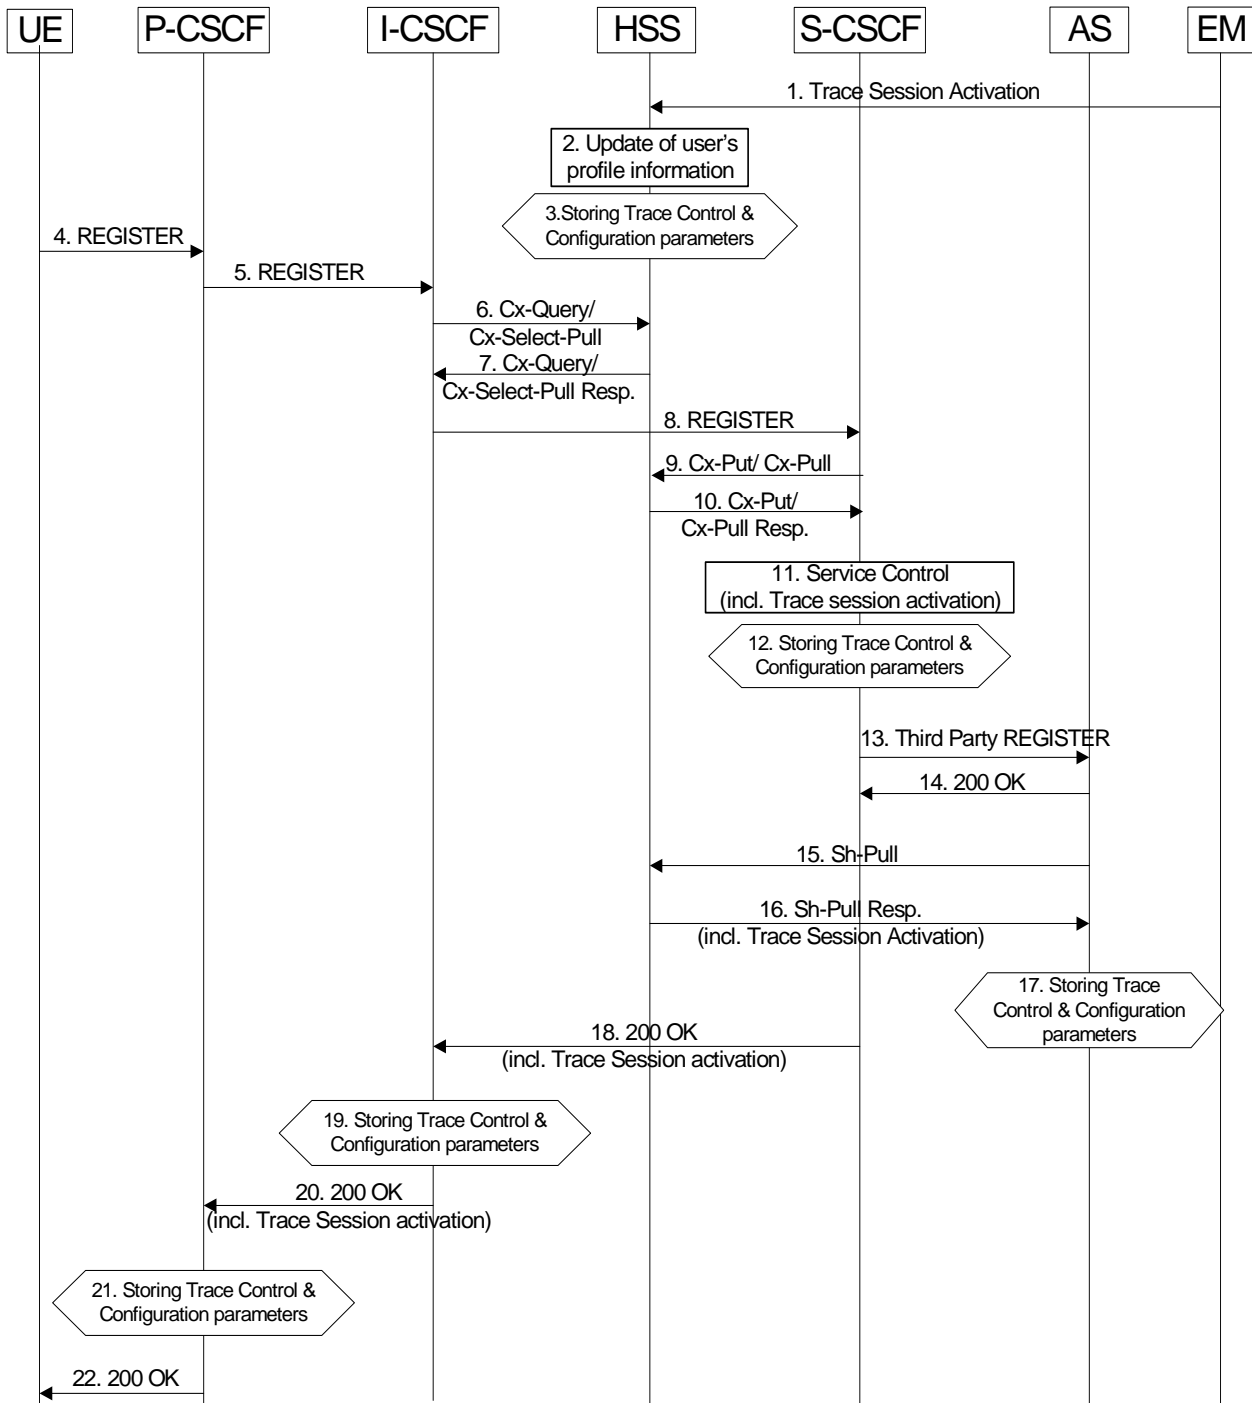 UE
P-CSCF
I-CSCF
HSS
S-CSCF
AS
EM
1. Trace Session Activation
2. Update of user’s
profile information
3.Storing Trace Control &
Configuration parameters
4. REGISTER
5. REGISTER
6. Cx-Query/
Cx-Select-Pull
7. Cx-Query/
Cx-Select-Pull Resp.
8. REGISTER
9. Cx-Put/ Cx-Pull
10. Cx-Put/
Cx-Pull Resp.
11. Service Control
(incl. Trace session activation)
12. Storing Trace Control &
Configuration parameters
13. Third Party REGISTER
14. 200 OK
15. Sh-Pull
16. Sh-Pull Resp.
(incl. Trace Session Activation)
17. Storing Trace
Control & Configuration
parameters
18. 200 OK
(incl. Trace Session activation)
19. Storing Trace Control &
Configuration parameters
20. 200 OK
(incl. Trace Session activation)
21. Storing Trace Control &
Configuration parameters
22. 200 OK